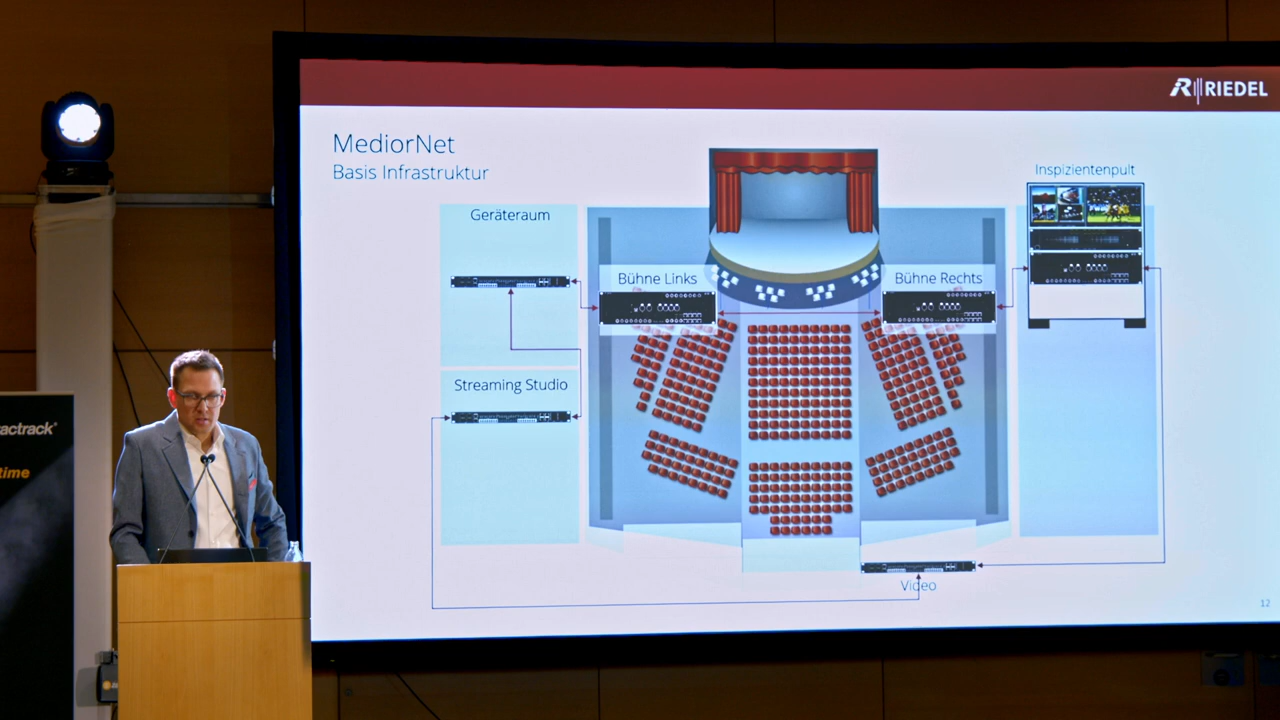 RIEDEL
MediorNet
Basis Infrastruktur
Inspizientenpult
Geräteraum
Bühne Links
Bühne Rechts
Streaming Studio
Video
12
actrack
time